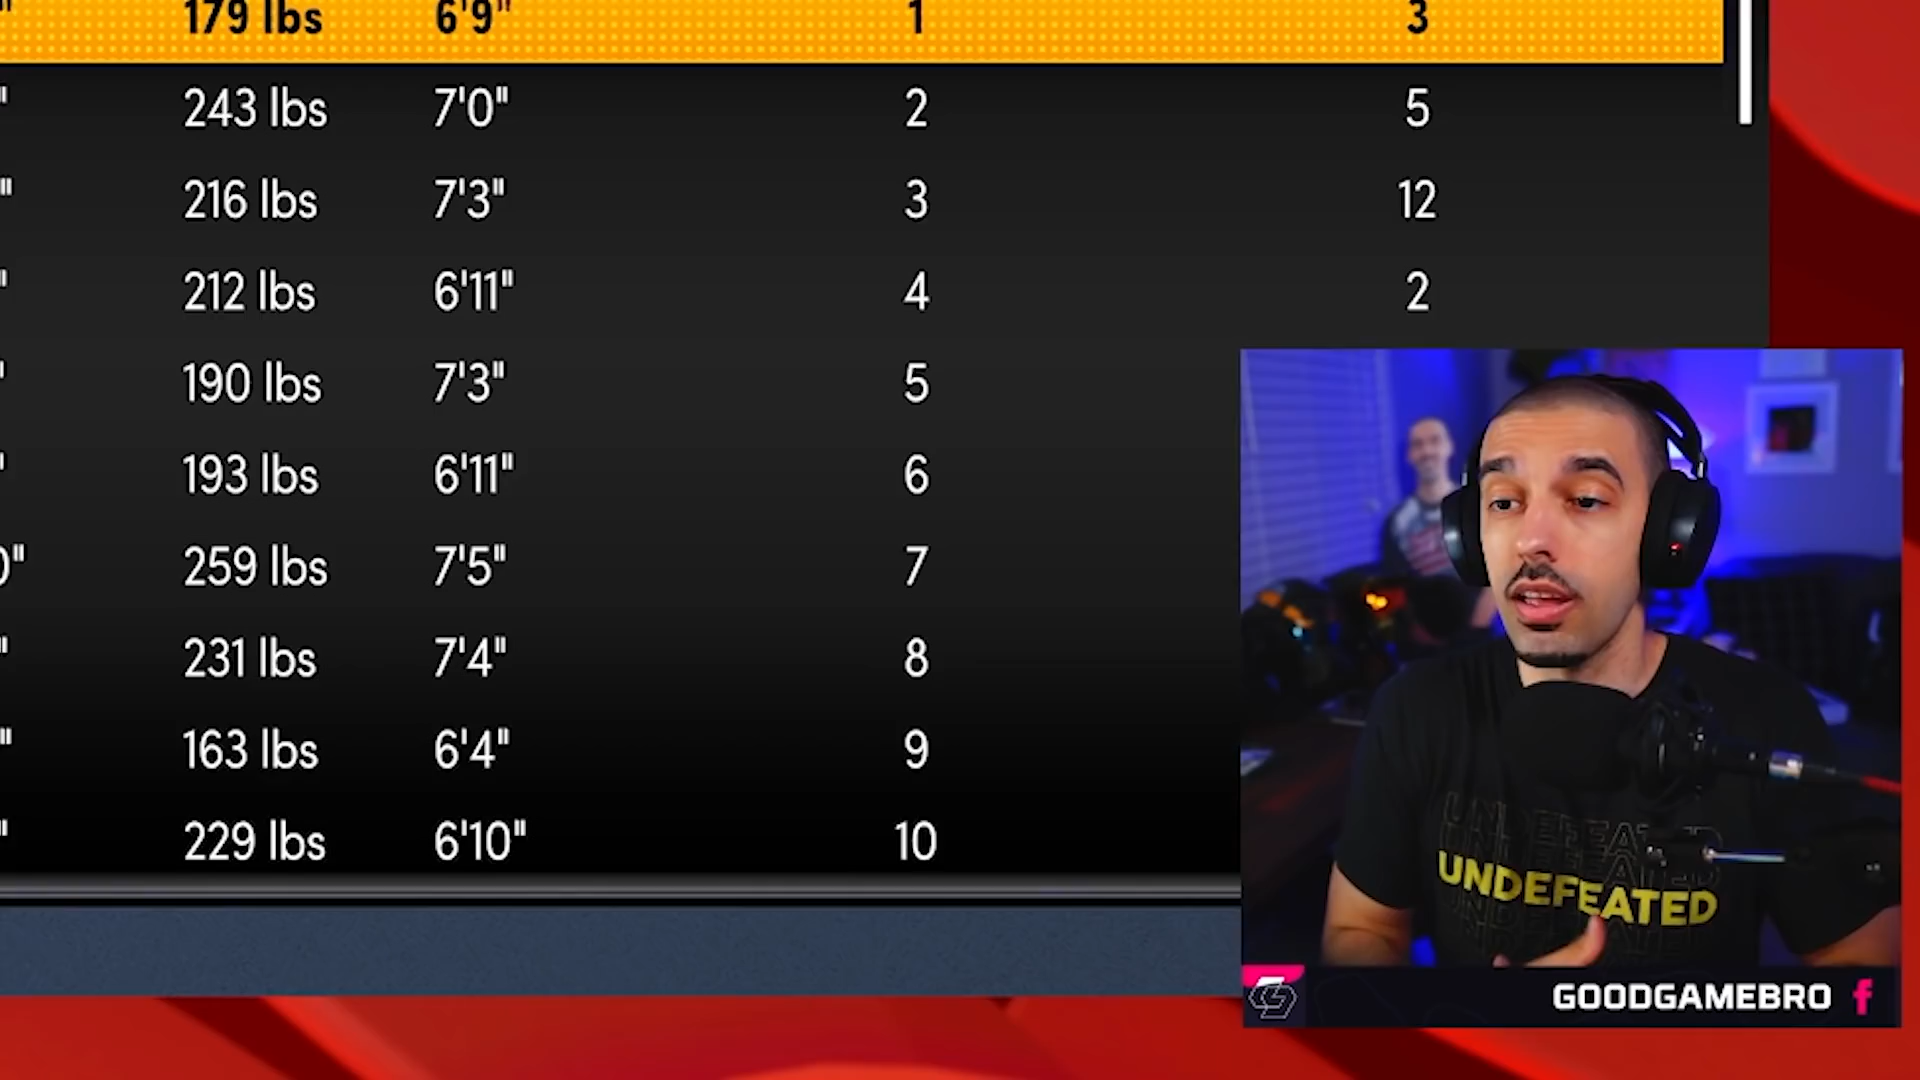 " 179 lbs 6'9" 1 3
" 243 lbs 7'0" 2 5
" 216 lbs 7'3" 3 12
" 212 lbs 6'11" 4 2
" 190 lbs 7'3" 5
" 193 lbs 6'11" 6
0" 259 lbs 7'5" 7
" 231 lbs 7'4" 8
" 163 lbs 6'4" 9
" 229 lbs 6'10" 10
UNDEFEATED
UNDEFEATED
GOODGAMEBRO f